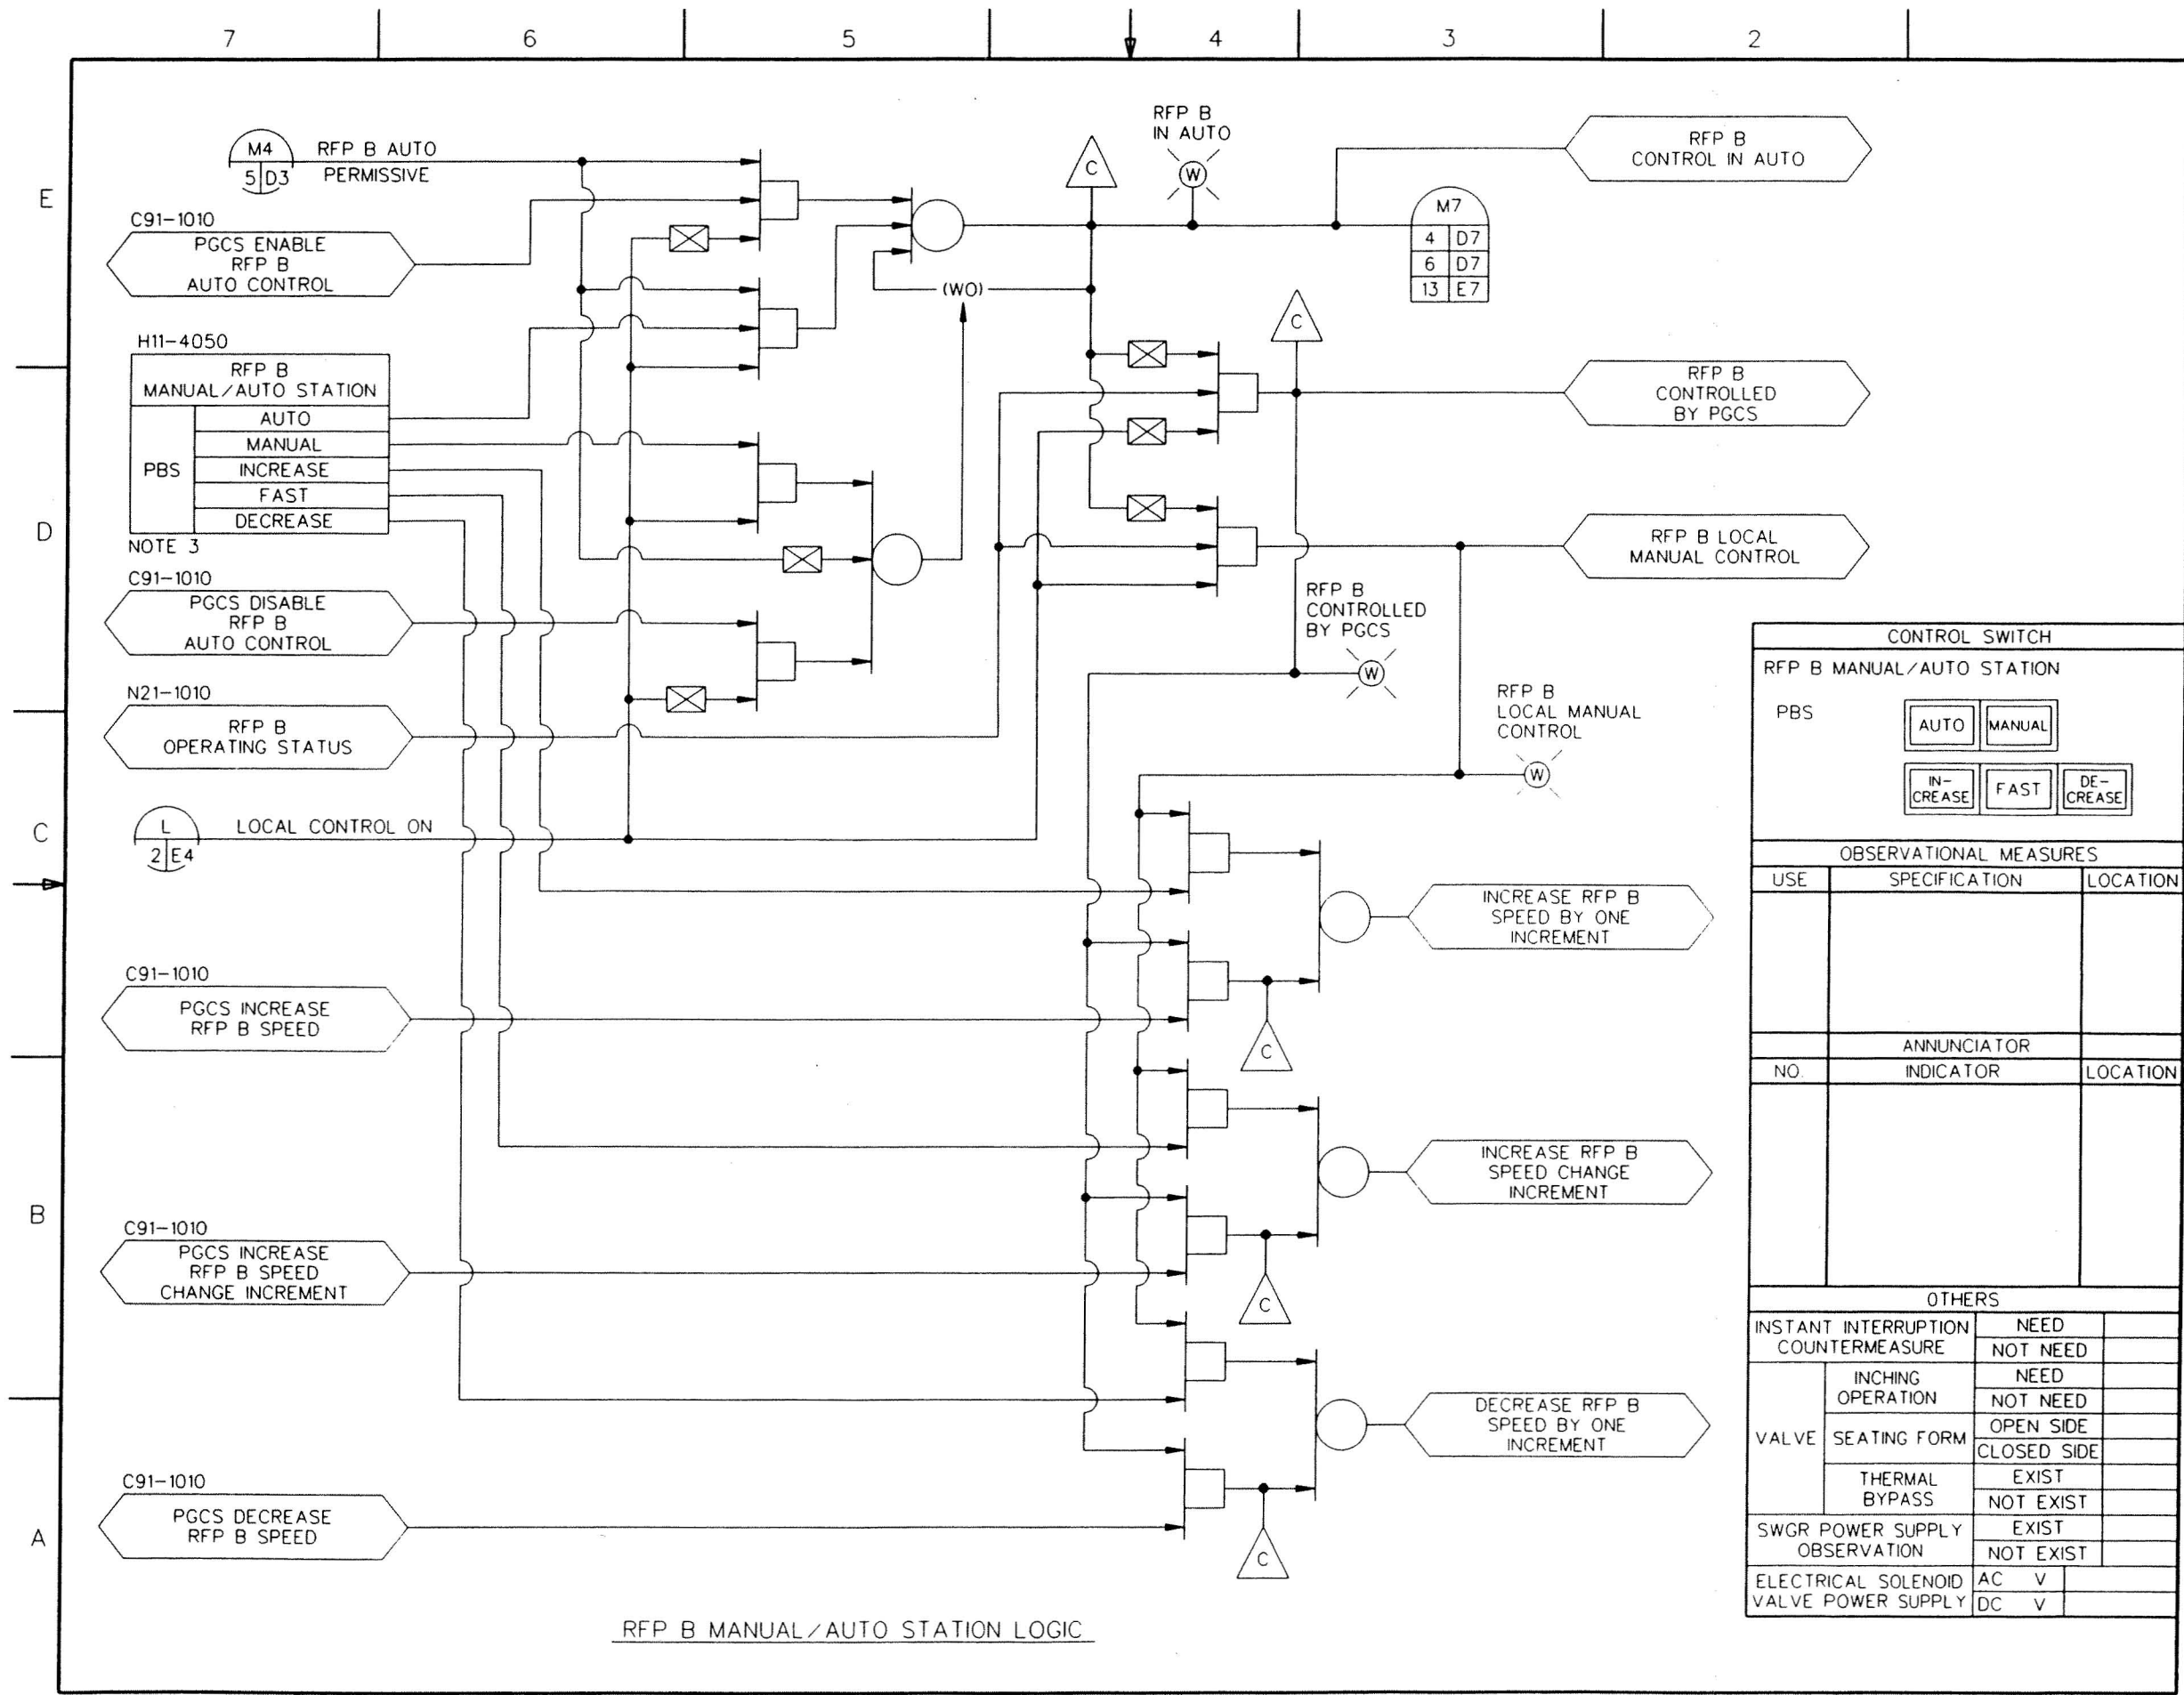 7
6
5
4
3
2
E
D
C
B
A
M4
5 D3
RFP B AUTO
PERMISSIVE
C91-1010
PGCS ENABLE
RFP B
AUTO CONTROL
H11-4050
RFP B
MANUAL/AUTO STATION
PBS
AUTO
MANUAL
INCREASE
FAST
DECREASE
NOTE 3
C91-1010
PGCS DISABLE
RFP B
AUTO CONTROL
N21-1010
RFP B
OPERATING STATUS
L
2 E4
LOCAL CONTROL ON
C91-1010
PGCS INCREASE
RFP B SPEED
C91-1010
PGCS INCREASE
RFP B SPEED
CHANGE INCREMENT
C91-1010
PGCS DECREASE
RFP B SPEED
(WO)
C
RFP B
IN AUTO
W
RFP B
CONTROL IN AUTO
M7
4 D7
6 D7
13 E7
C
RFP B
CONTROLLED
BY PGCS
RFP B LOCAL
MANUAL CONTROL
RFP B
CONTROLLED
BY PGCS
W
RFP B
LOCAL MANUAL
CONTROL
W
INCREASE RFP B
SPEED BY ONE
INCREMENT
C
INCREASE RFP B
SPEED CHANGE
INCREMENT
C
DECREASE RFP B
SPEED BY ONE
INCREMENT
C
CONTROL SWITCH
RFP B MANUAL/AUTO STATION
PBS
AUTO MANUAL
IN-
CREASE
FAST
DE-
CREASE
OBSERVATIONAL MEASURES
USE SPECIFICATION LOCATION
ANNUNCIATOR
NO. INDICATOR LOCATION
OTHERS
INSTANT INTERRUPTION
COUNTERMEASURE
NEED
NOT NEED
VALVE
INCHING
OPERATION
NEED
NOT NEED
SEATING FORM
OPEN SIDE
CLOSED SIDE
THERMAL
BYPASS
EXIST
NOT EXIST
SWGR POWER SUPPLY
OBSERVATION
EXIST
NOT EXIST
ELECTRICAL SOLENOID
VALVE POWER SUPPLY
AC V
DC V
RFP B MANUAL/AUTO STATION LOGIC